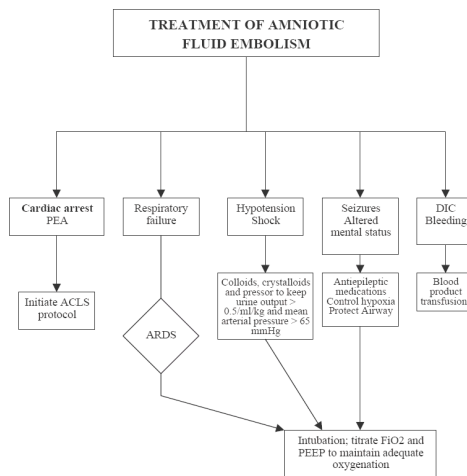 TREATMENT OF AMNIOTIC
FLUID EMBOLISM
Cardiac arrest
PEA
Respiratory
failure
Hypotension
Shock
Seizures
Altered
mental status
DIC
Bleeding
Initiate ACLS
protocol
ARDS
Colloids, crystalloids
and pressor to keep
urine output >
0.5/ml/kg and mean
arterial pressure > 65
mmHg
Antiepileptic
medications
Control hypoxia
Protect Airway
Blood
product
transfusion
Intubation; titrate FiO2 and
PEEP to maintain adequate
oxygenation